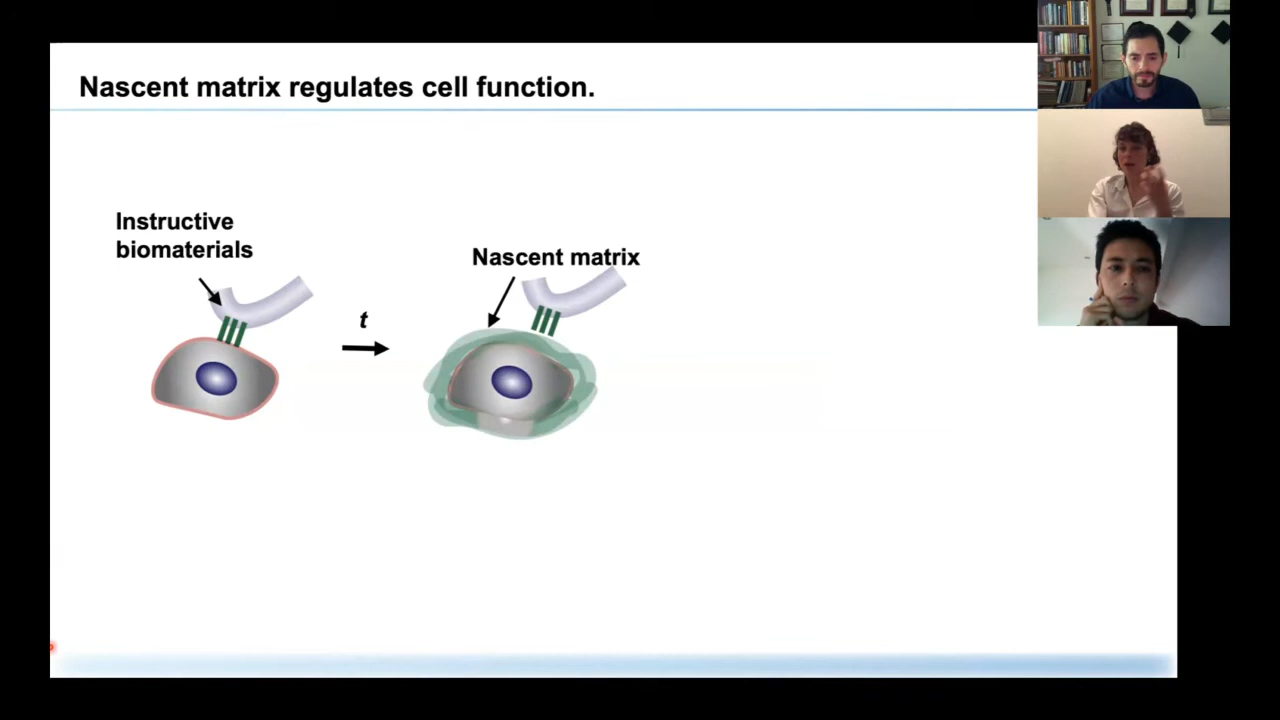 Nascent matrix regulates cell function.
Instructive
biomaterials
Nascent matrix
t